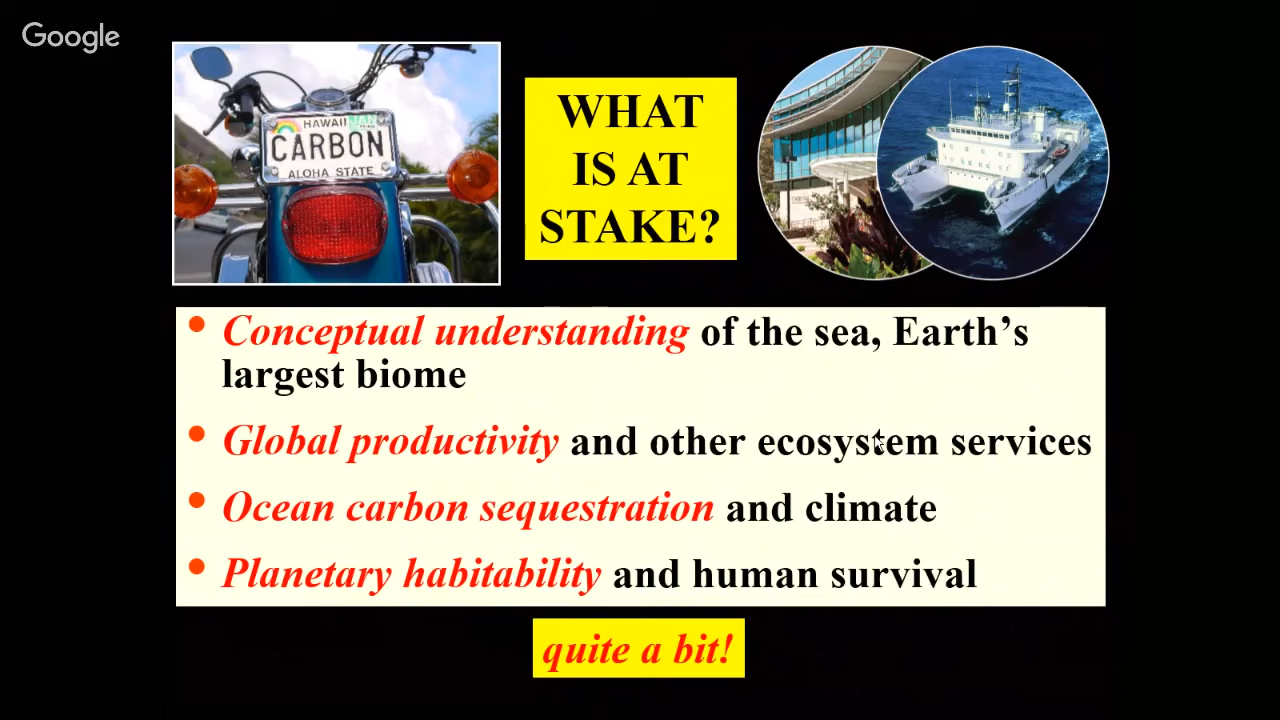 Google
HAWAII JAN
CARBON
ALOHA STATE
WHAT
IS AT
STAKE?
• Conceptual understanding of the sea, Earth’s
largest biome
• Global productivity and other ecosystem services
• Ocean carbon sequestration and climate
• Planetary habitability and human survival
quite a bit!